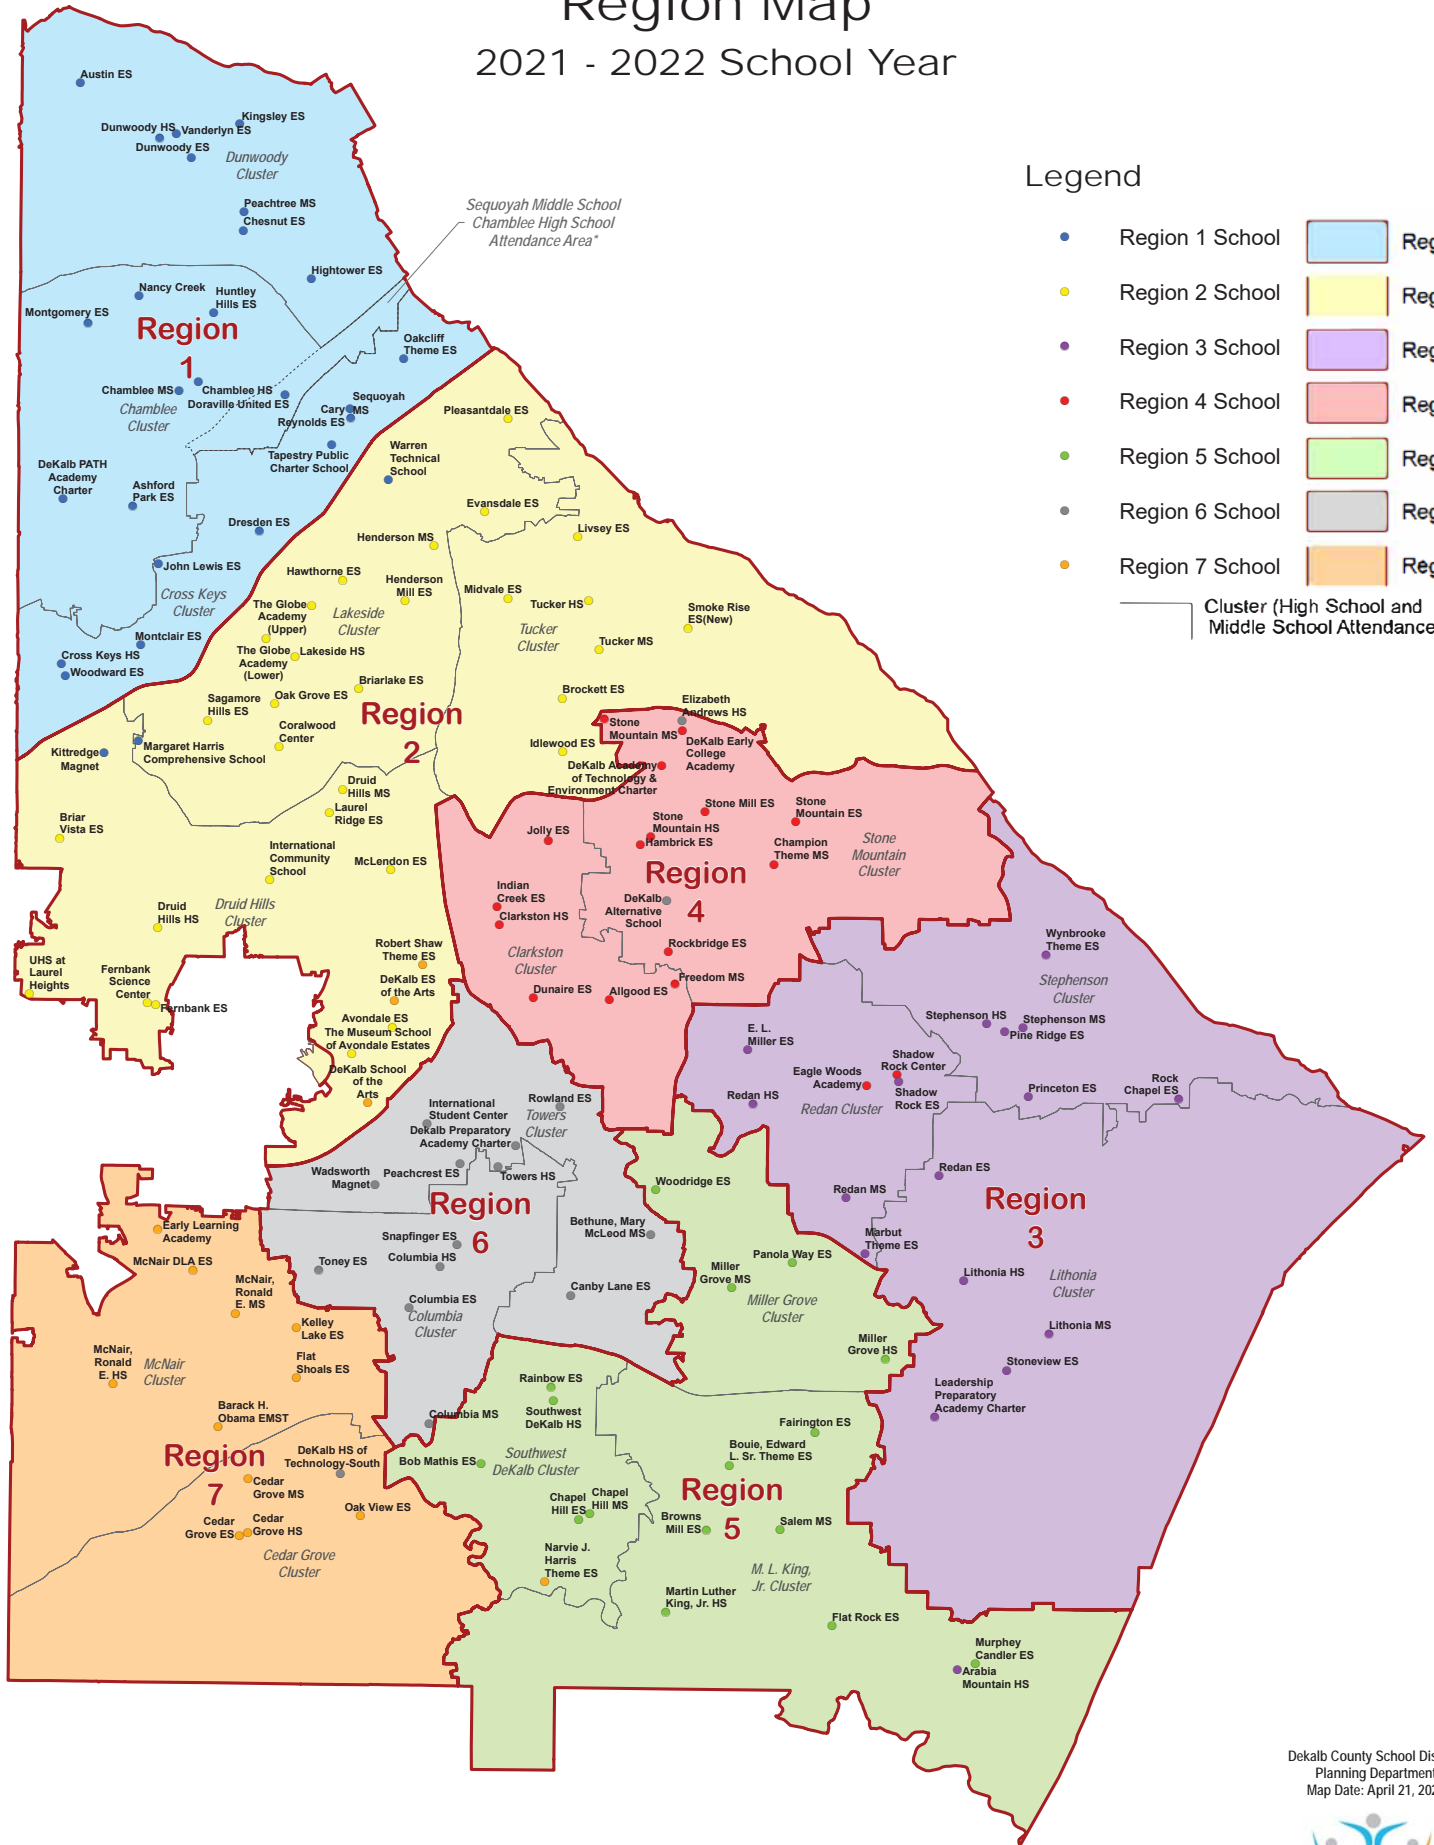 Region Map
2021 - 2022 School Year
Legend
Region 1 School
Region 2 School
Region 3 School
Region 4 School
Region 5 School
Region 6 School
Region 7 School
Cluster (High School and
Middle School Attendance
Sequoyah Middle School
Chamblee High School
Attendance Area*
Austin ES
Kingsley ES
Dunwoody HS
Vanderlyn ES
Dunwoody ES
Dunwoody
Cluster
Peachtree MS
Chesnut ES
Hightower ES
Nancy Creek
Huntley
Hills ES
Montgomery ES
Region
1
Oakcliff
Theme ES
Chamblee MS
Chamblee HS
Doraville United ES
Chamblee
Cluster
Sequoyah
MS
Cary
Reynolds ES
Tapestry Public
Charter School
DeKalb PATH
Academy
Charter
Ashford
Park ES
Dresden ES
John Lewis ES
Cross Keys
Cluster
Montclair ES
Cross Keys HS
Woodward ES
Pleasantdale ES
Warren
Technical
School
Evansdale ES
Livsey ES
Henderson MS
Hawthorne ES
Henderson
Mill ES
Midvale ES
Tucker HS
Smoke Rise
ES(New)
The Globe
Academy
(Upper)
Lakeside
Cluster
Tucker
Cluster
Tucker MS
The Globe
Academy
(Lower)
Lakeside HS
Briarlake ES
Brockett ES
Sagamore
Hills ES
Oak Grove ES
Region
2
Coralwood
Center
Elizabeth
Andrews HS
Stone
Mountain MS
Kittredge
Magnet
Margaret Harris
Comprehensive School
Idlewood ES
DeKalb Early
College
Academy
DeKalb Academy
of Technology &
Environment Charter
Druid
Hills MS
Laurel
Ridge ES
Briar
Vista ES
Stone Mill ES
Stone
Mountain ES
Stone
Mountain HS
Hambrick ES
Jolly ES
Champion
Theme MS
Stone
Mountain
Cluster
International
Community
School
McLendon ES
Region
4
Indian
Creek ES
Clarkston HS
DeKalb
Alternative
School
Druid
Hills HS
Druid Hills
Cluster
Clarkston
Cluster
Rockbridge ES
Robert Shaw
Theme ES
DeKalb ES
of the Arts
Freedom MS
Dunaire ES
Allgood ES
UHS at
Laurel
Heights
Fernbank
Science
Center
Fernbank ES
Avondale ES
The Museum School
of Avondale Estates
DeKalb School
of the
Arts
Wynbrooke
Theme ES
Stephenson
Cluster
Stephenson HS
Stephenson MS
Pine Ridge ES
E. L.
Miller ES
Shadow
Rock Center
Eagle Woods
Academy
Shadow
Rock ES
Redan HS
Redan Cluster
Princeton ES
Rock
Chapel ES
Rowland ES
International
Student Center
Towers
Cluster
Dekalb Preparatory
Academy Charter
Wadsworth
Magnet
Peachcrest ES
Towers HS
Region
6
Woodridge ES
Redan ES
Redan MS
Region
3
Bethune, Mary
McLeod MS
Snapfinger ES
Columbia HS
Toney ES
Marbut
Theme ES
Panola Way ES
Miller
Grove MS
Miller Grove
Cluster
Lithonia HS
Lithonia
Cluster
Early Learning
Academy
McNair DLA ES
McNair,
Ronald
E. MS
Canby Lane ES
Columbia ES
Columbia
Cluster
Kelley
Lake ES
Lithonia MS
McNair,
Ronald
E. HS
McNair
Cluster
Flat
Shoals ES
Miller
Grove HS
Stoneview ES
Leadership
Preparatory
Academy Charter
Rainbow ES
Southwest
DeKalb HS
Barack H.
Obama EMST
Columbia MS
Fairington ES
Region
7
DeKalb HS of
Technology-South
Bob Mathis ES
Southwest
DeKalb Cluster
Bouie, Edward
L. Sr. Theme ES
Cedar
Grove MS
Region
5
Chapel
Hill ES
Chapel
Hill MS
Oak View ES
Cedar
Grove ES
Cedar
Grove HS
Browns
Mill ES
Salem MS
Cedar Grove
Cluster
Narvie J.
Harris
Theme ES
M. L. King,
Jr. Cluster
Martin Luther
King, Jr. HS
Flat Rock ES
Murphey
Candler ES
Arabia
Mountain HS
Dekalb County School Dis
Planning Department
Map Date: April 21, 202